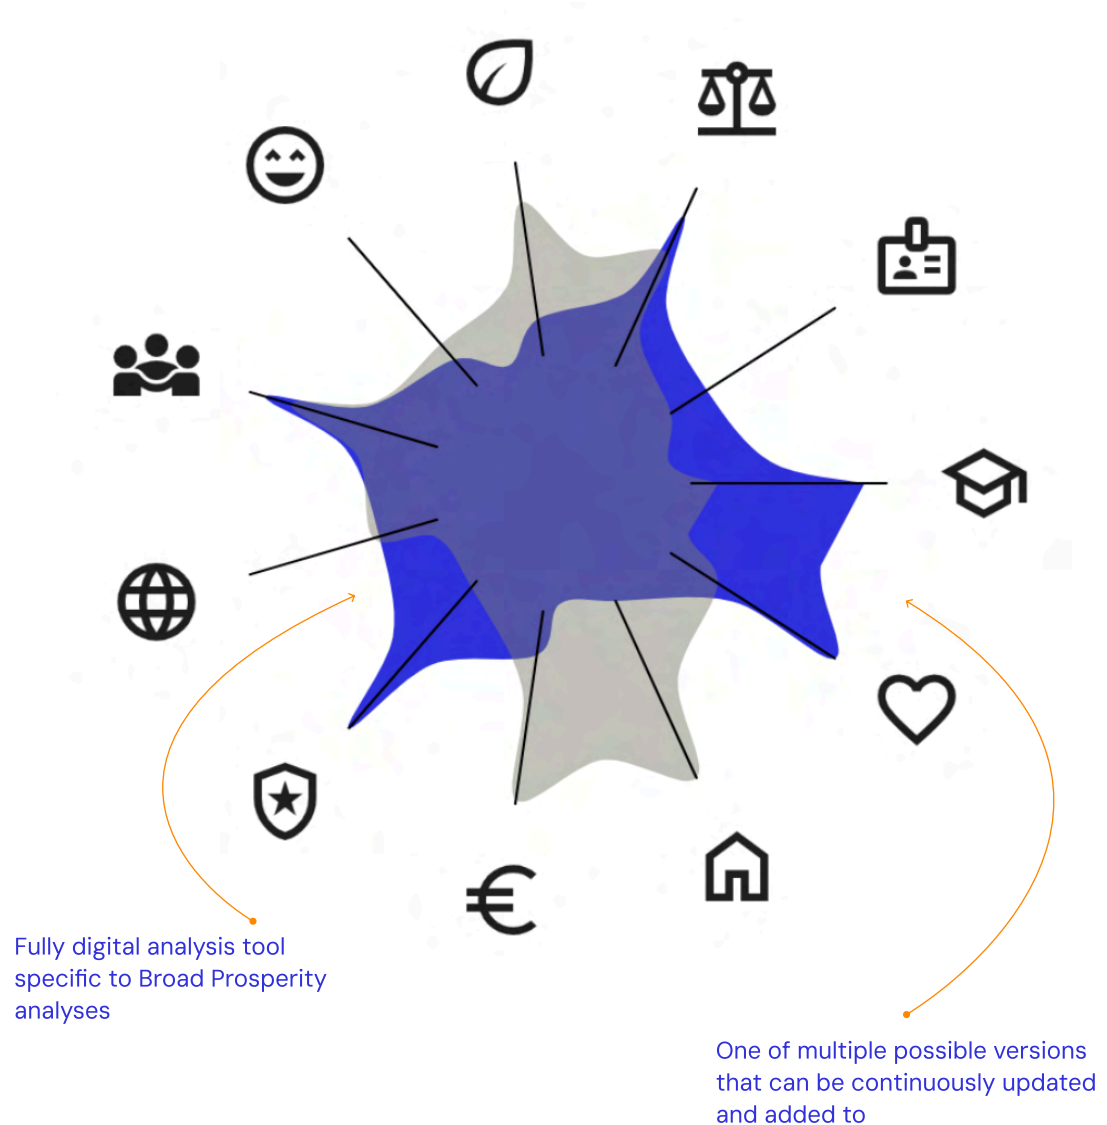 Fully digital analysis tool
specific to Broad Prosperity
analyses
One of multiple possible versions
that can be continuously updated
and added to